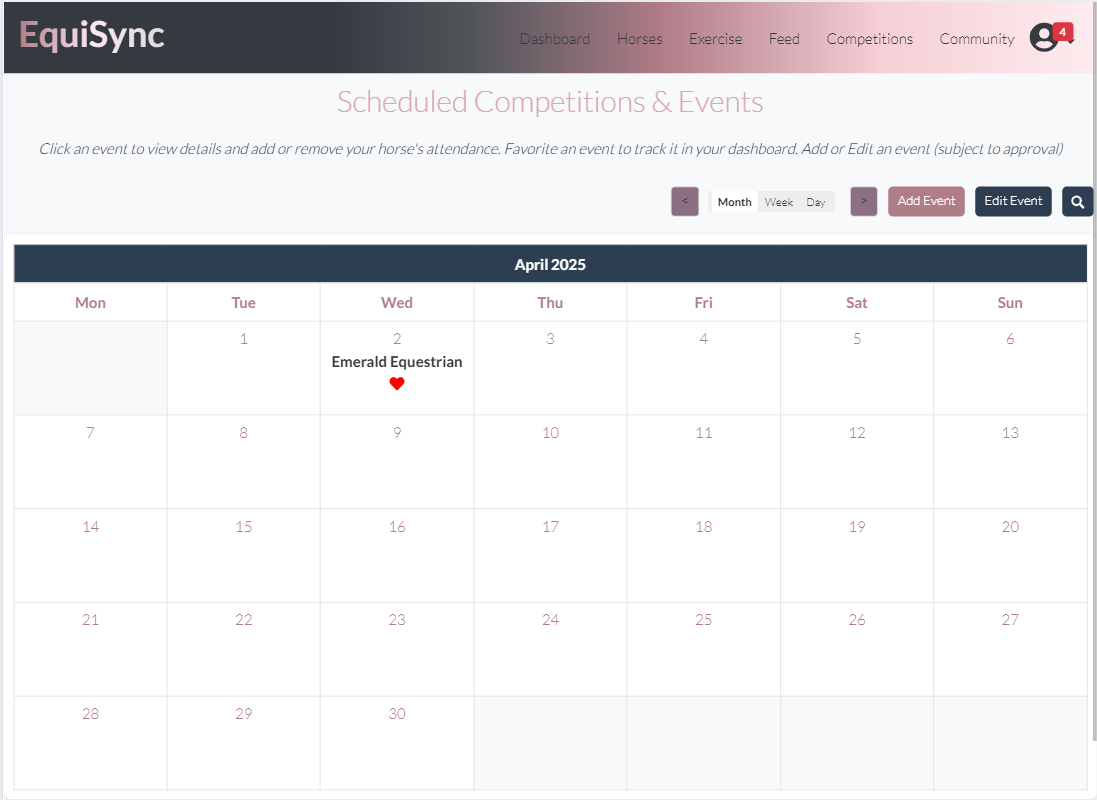 EquiSync
Dashboard Horses Exercise Feed Competitions Community 4
Scheduled Competitions & Events
Click an event to view details and add or remove your horse's attendance. Favorite an event to track it in your dashboard. Add or Edit an event (subject to approval)
< Month Week Day > Add Event Edit Event
April 2025
Mon Tue Wed Thu Fri Sat Sun
1 2 3 4 5 6
Emerald Equestrian
7 8 9 10 11 12 13
14 15 16 17 18 19 20
21 22 23 24 25 26 27
28 29 30